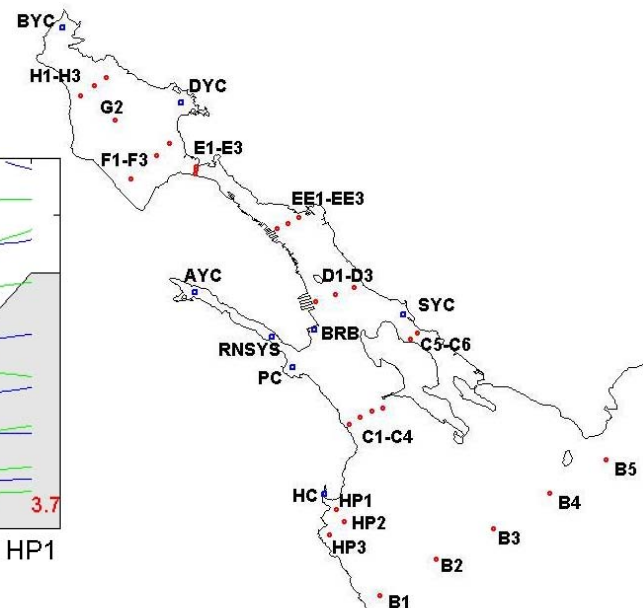 BYC
H1-H3
DYC
G2
E1-E3
F1-F3
EE1-EE3
AYC
D1-D3
SYC
BRB
RNSYS
C5-C6
PC
C1-C4
B5
HC
HP1
B4
3.7
HP2
B3
HP3
HP1
B2
B1